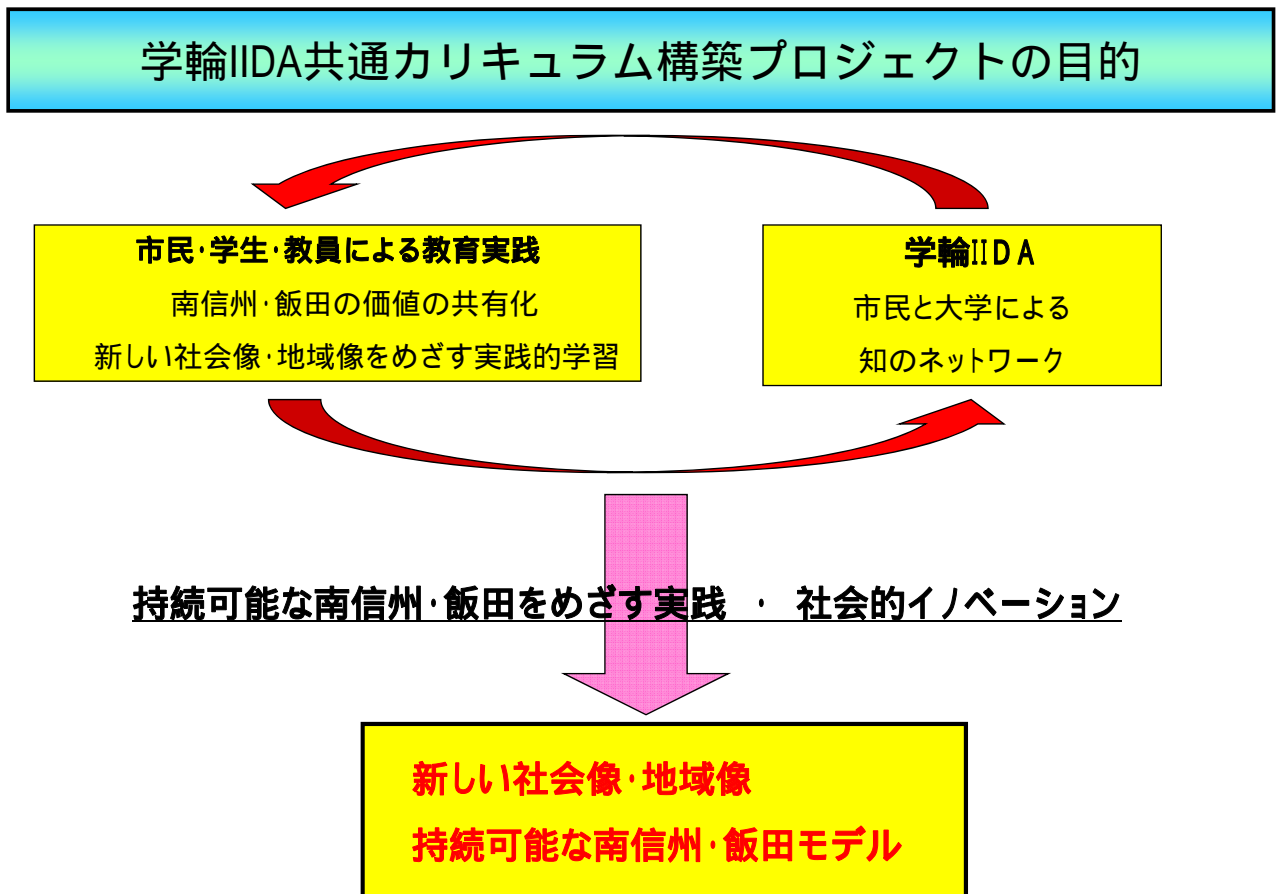 学輪IIDA共通カリキュラム構築プロジェクトの目的
市民･学生･教員による教育実践
南信州･飯田の価値の共有化
新しい社会像･地域像をめざす実践的学習
学輪IIDA
市民と大学による
知のネットワーク
持続可能な南信州･飯田をめざす実践 ･ 社会的イノベーション
新しい社会像･地域像
持続可能な南信州･飯田モデル